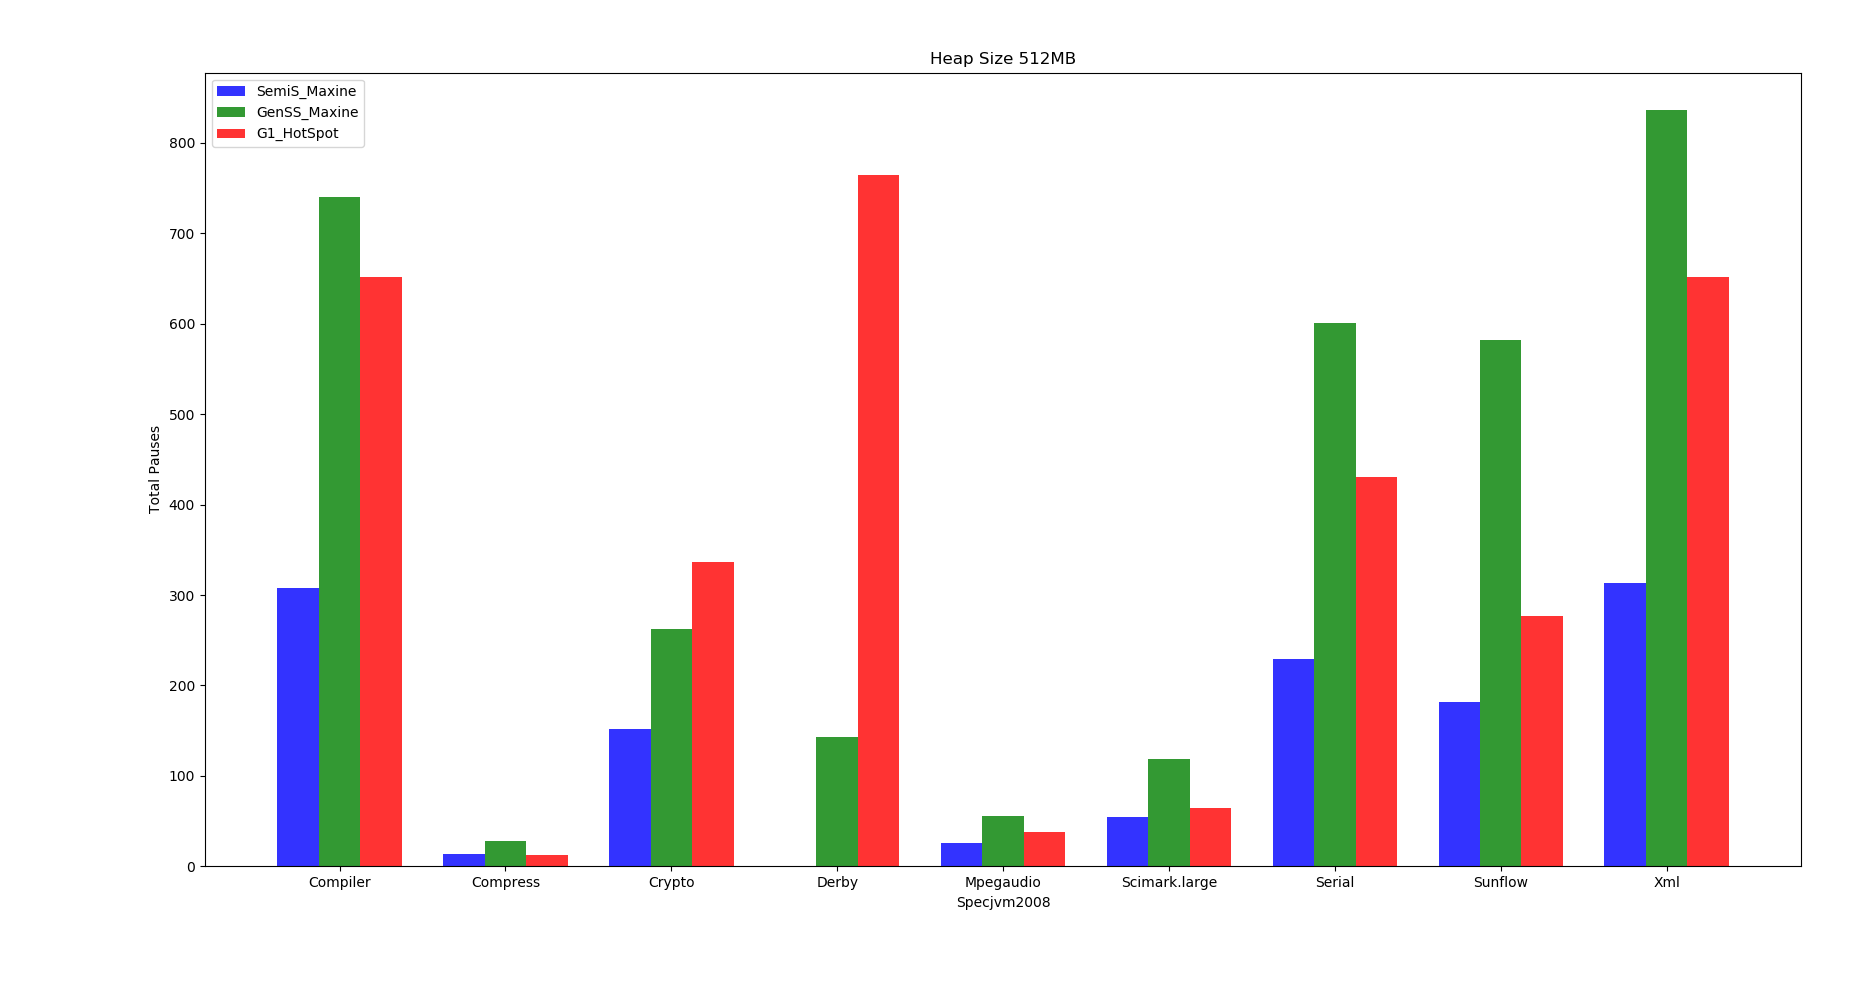 Heap Size 512MB
SemiS_Maxine
GenSS_Maxine
G1_HotSpot
800
700
600
500
400
300
200
100
0
Total Pauses
Compiler Compress Crypto Derby Mpegaudio Scimark.large Serial Sunflow Xml
Specjvm2008